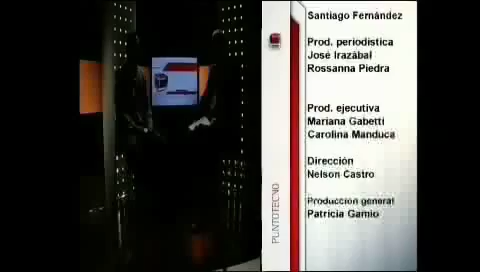 Santiago Fernández
Prod. periodística
José Irazábal
Rossanna Piedra
Prod. ejecutiva
Mariana Gabetti
Carolina Manduca
Dirección
Nelson Castro
Producción general
Patricia Gamio
PUNTOTECNO